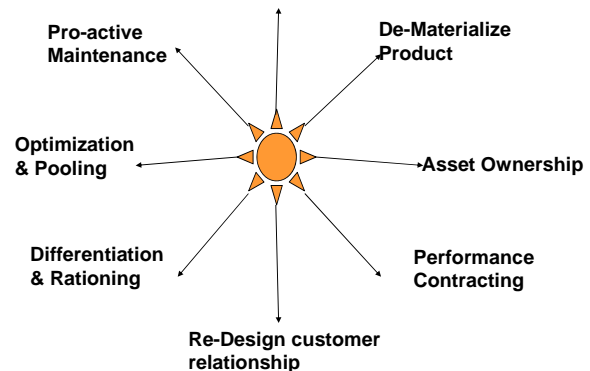 Pro-active
Maintenance
De-Materialize
Product
Optimization
& Pooling
Asset Ownership
Differentiation
& Rationing
Performance
Contracting
Re-Design customer
relationship